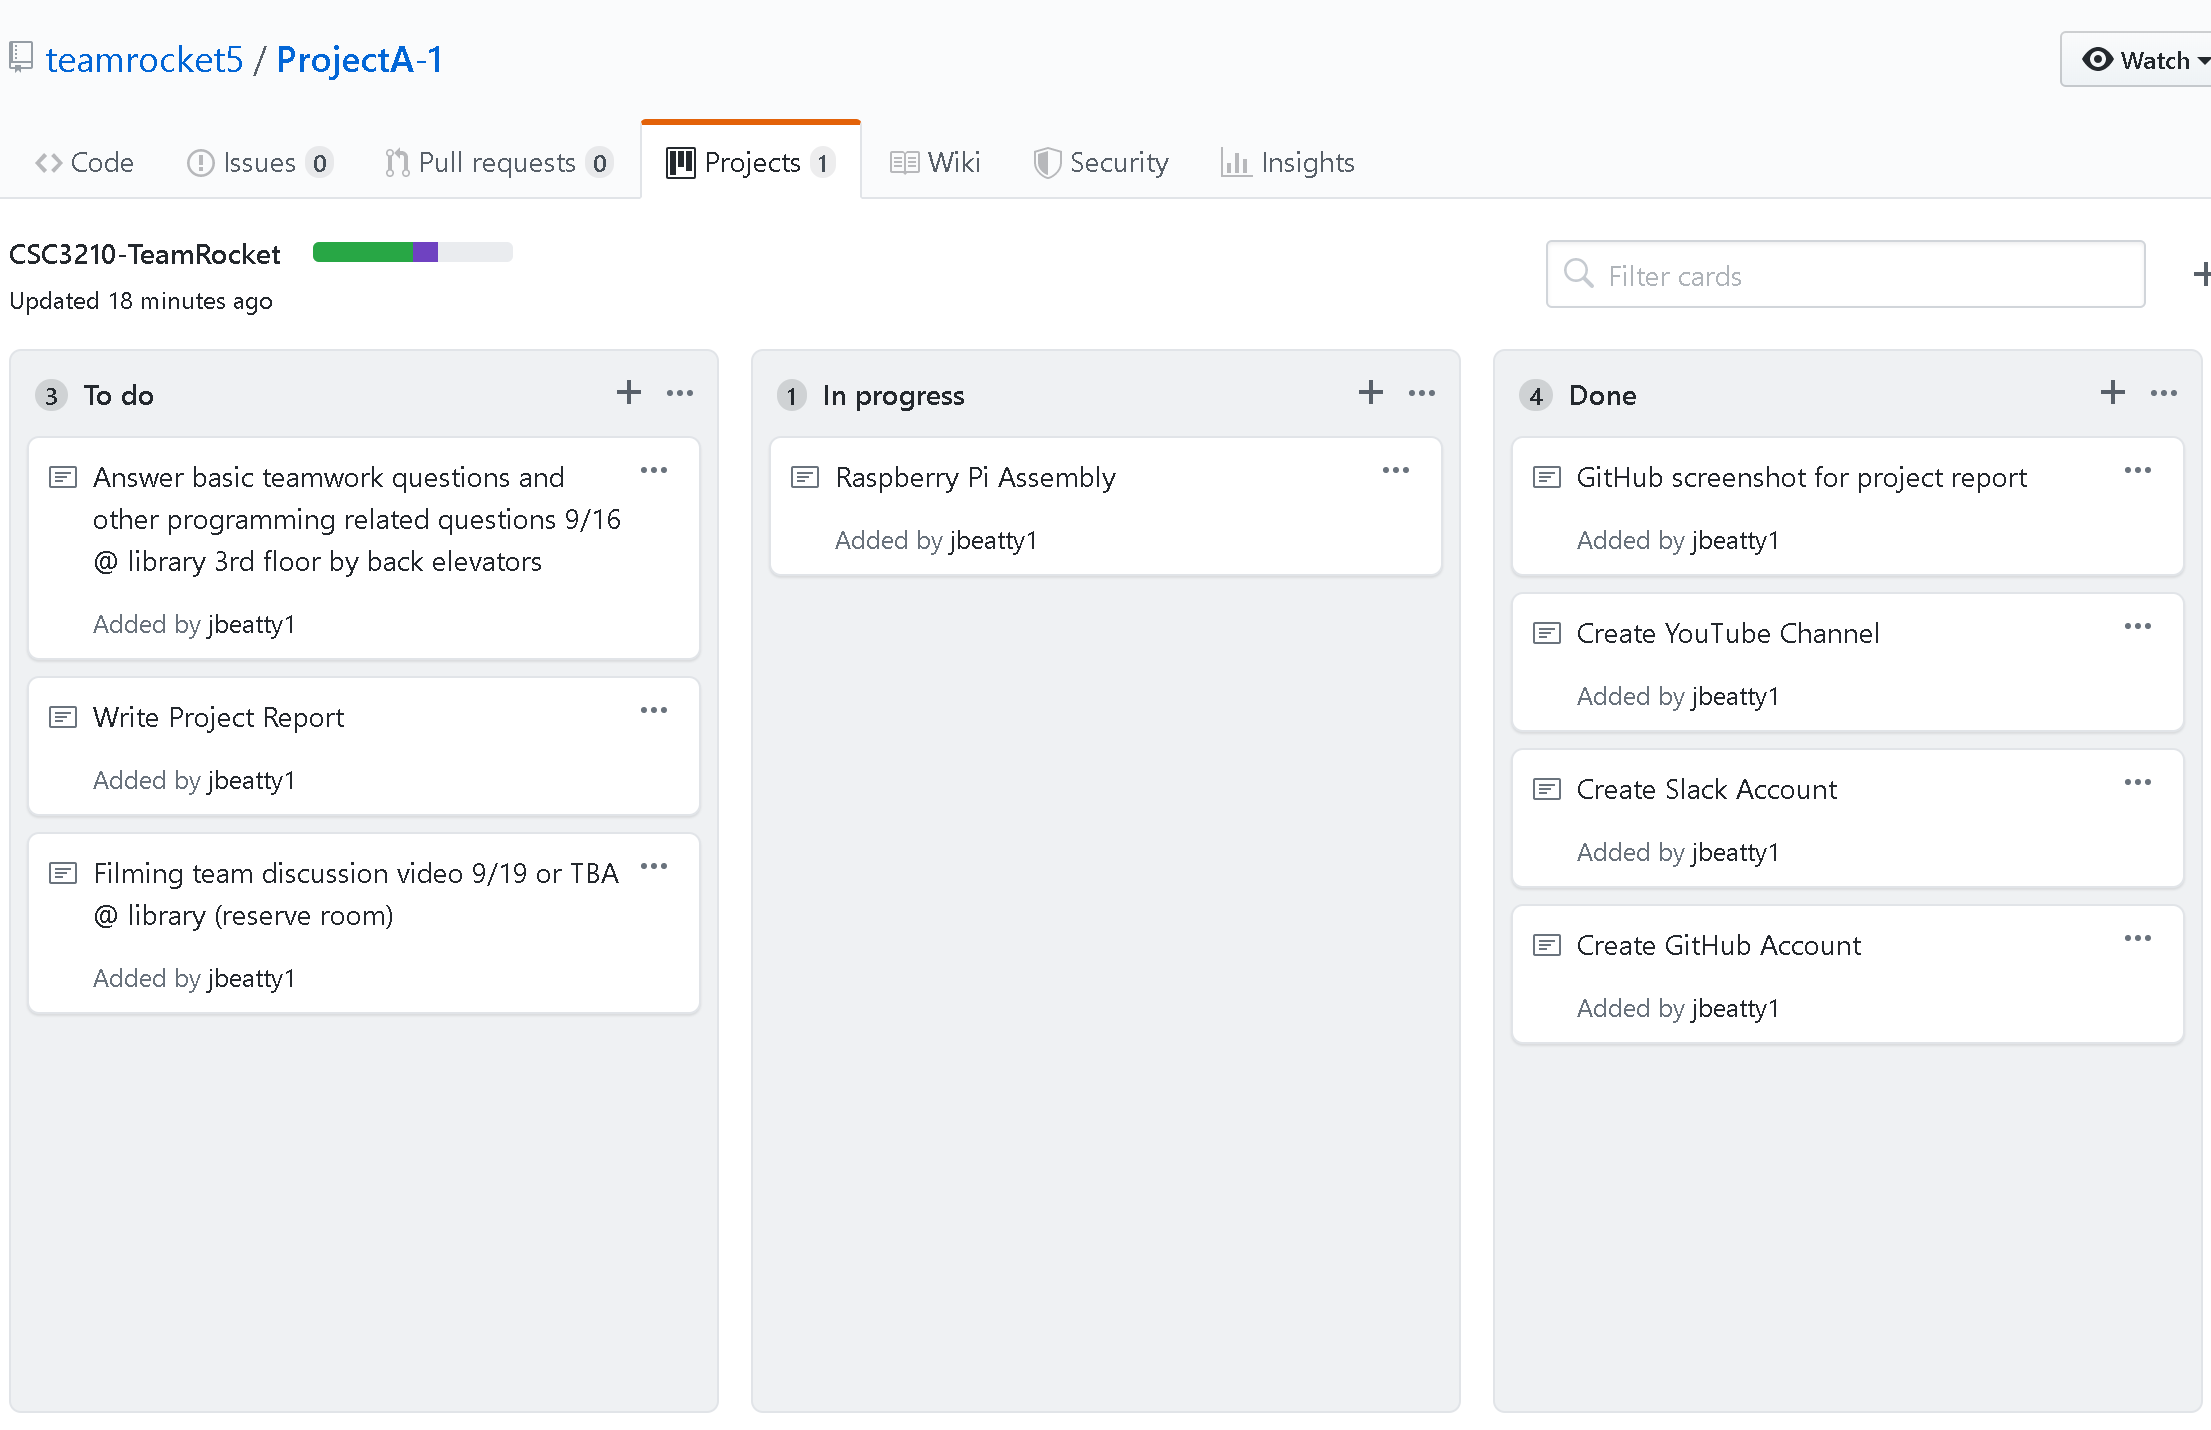 teamrocket5 / ProjectA-1
Watch
Code
Issues 0
Pull requests 0
Projects 1
Wiki
Security
Insights
CSC3210-TeamRocket
Updated 18 minutes ago
Filter cards
3 To do
Answer basic teamwork questions and
other programming related questions 9/16
@ library 3rd floor by back elevators
Added by jbeatty1
Write Project Report
Added by jbeatty1
Filming team discussion video 9/19 or TBA
@ library (reserve room)
Added by jbeatty1
1 In progress
Raspberry Pi Assembly
Added by jbeatty1
4 Done
GitHub screenshot for project report
Added by jbeatty1
Create YouTube Channel
Added by jbeatty1
Create Slack Account
Added by jbeatty1
Create GitHub Account
Added by jbeatty1